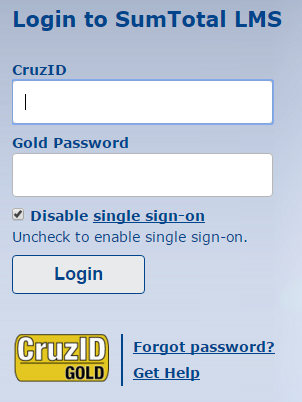 Login to SumTotal LMS
CruzID
Gold Password
Disable single sign-on
Uncheck to enable single sign-on.
Login
CruzID
GOLD
Forgot password?
Get Help